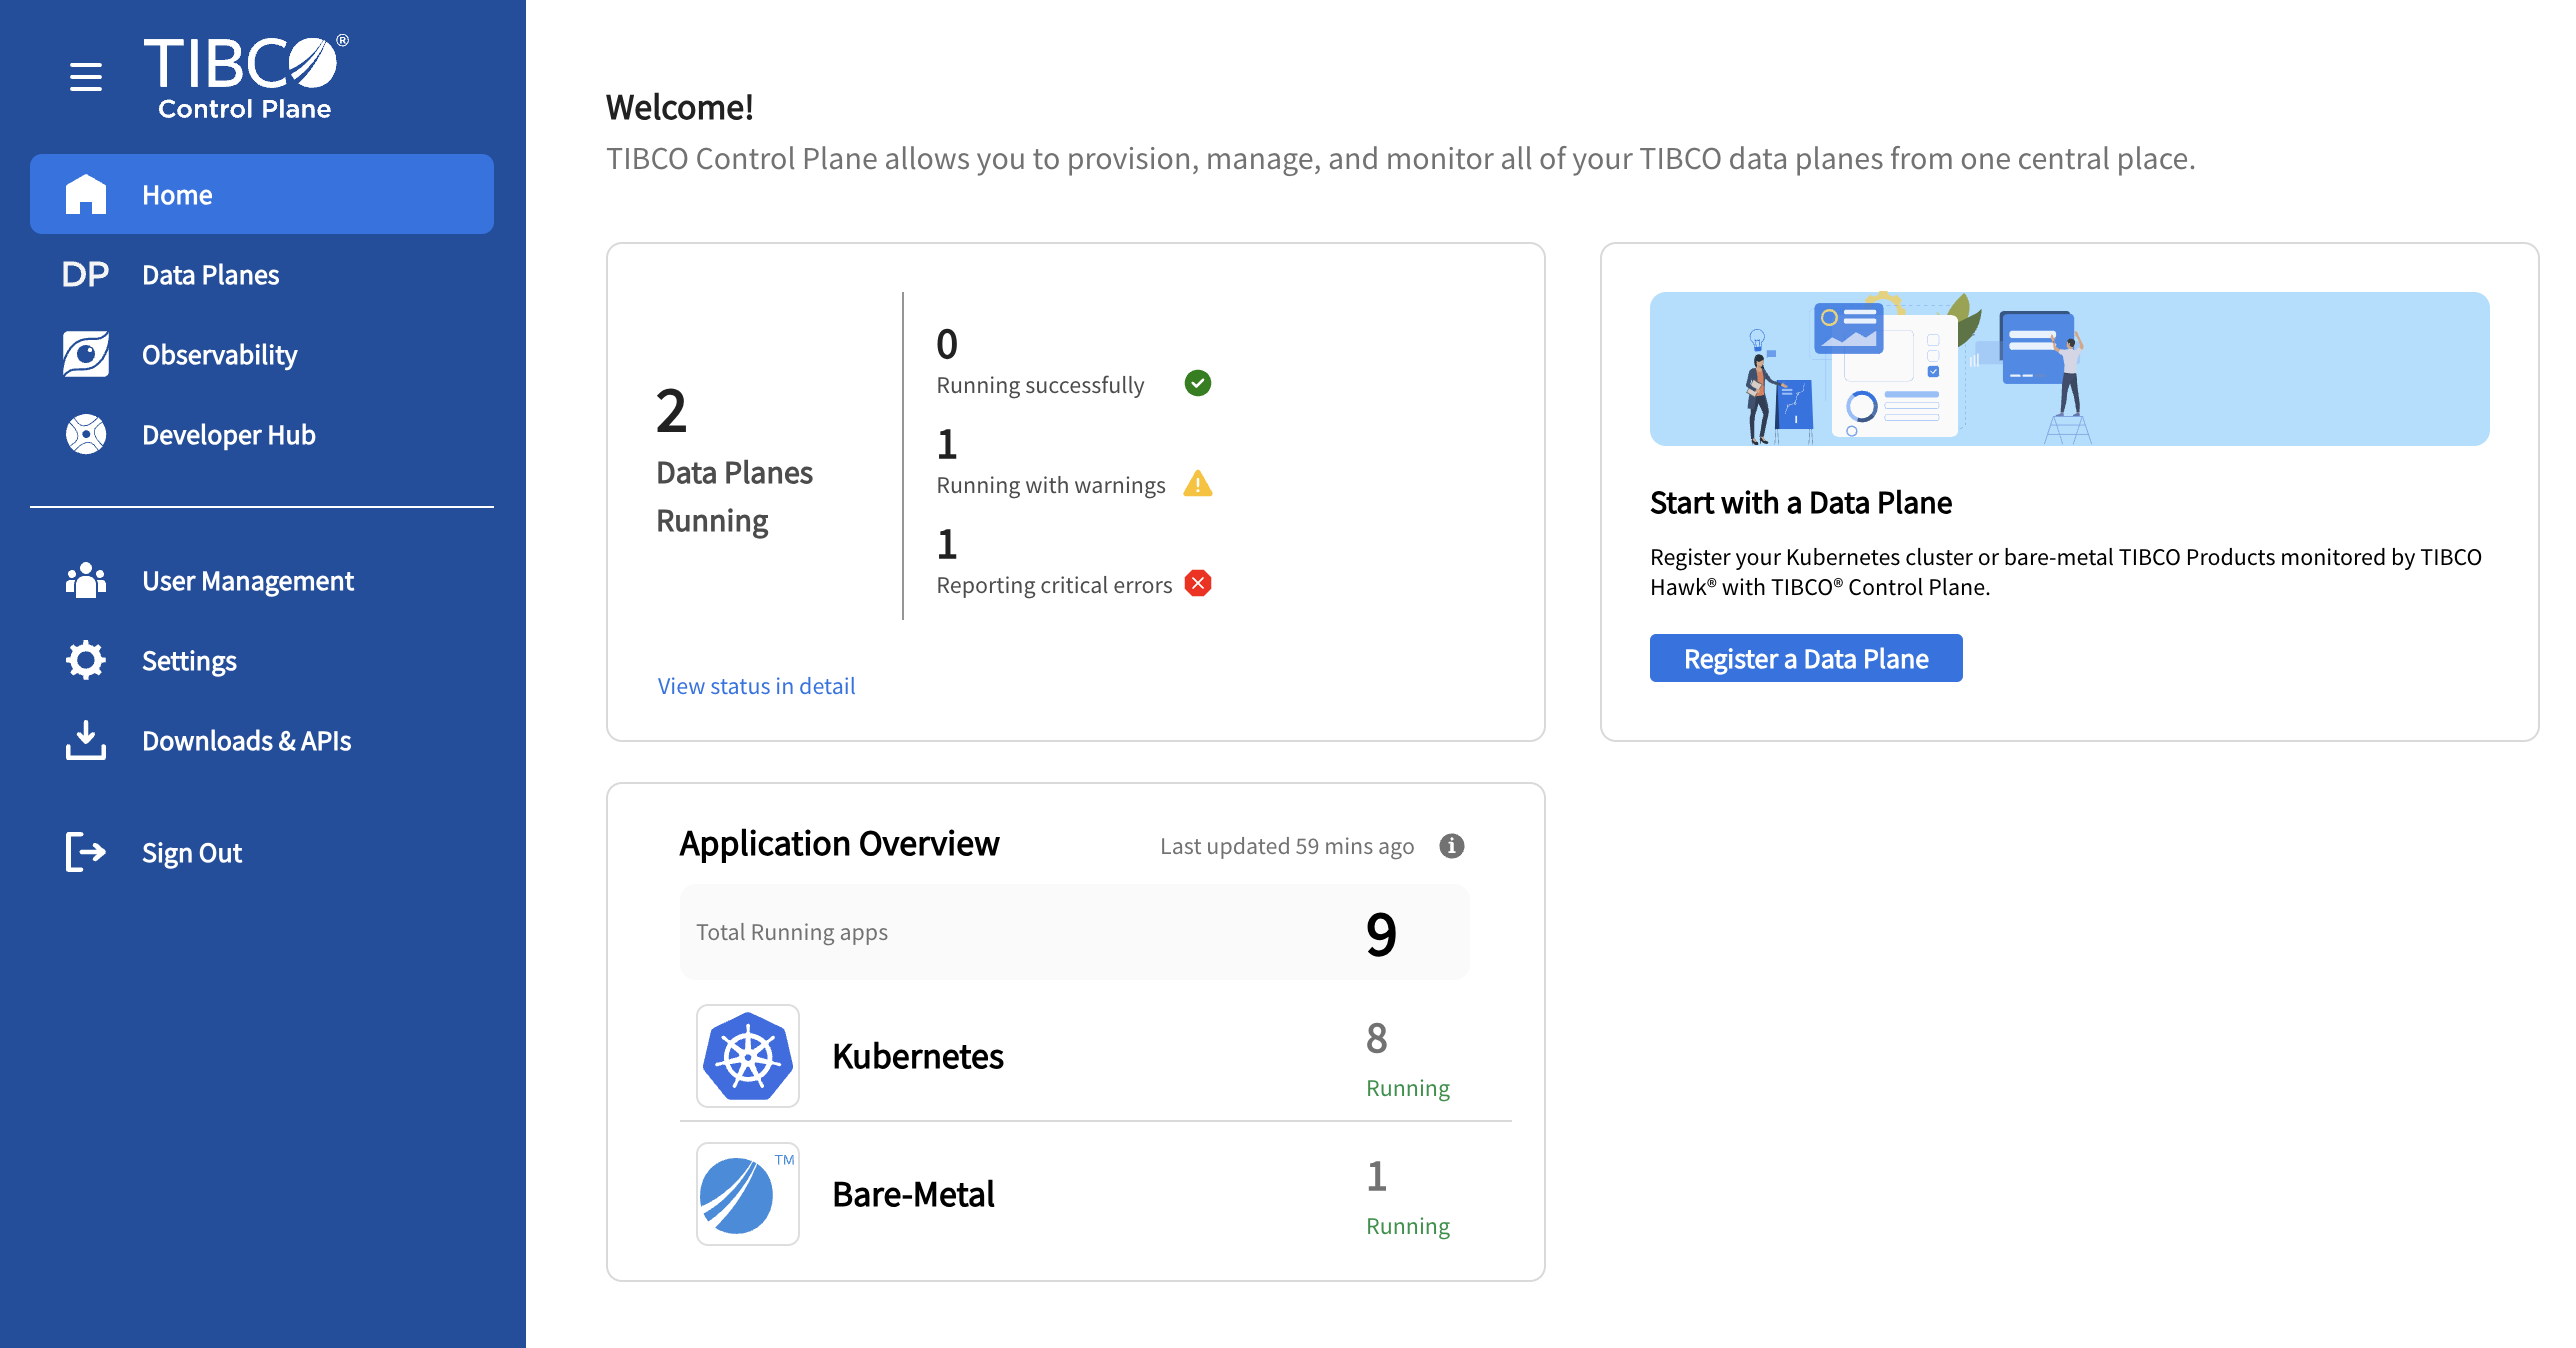 TIBCO®
Control Plane
Home
DP Data Planes
Observability
Developer Hub
User Management
Settings
Downloads & APIs
Sign Out
Welcome!
TIBCO Control Plane allows you to provision, manage, and monitor all of your TIBCO data planes from one central place.
2
Data Planes
Running
0
Running successfully
1
Running with warnings
1
Reporting critical errors
View status in detail
Start with a Data Plane
Register your Kubernetes cluster or bare-metal TIBCO Products monitored by TIBCO
Hawk® with TIBCO® Control Plane.
Register a Data Plane
Application Overview
Last updated 59 mins ago
Total Running apps
9
Kubernetes
8
Running
TM
Bare-Metal
1
Running